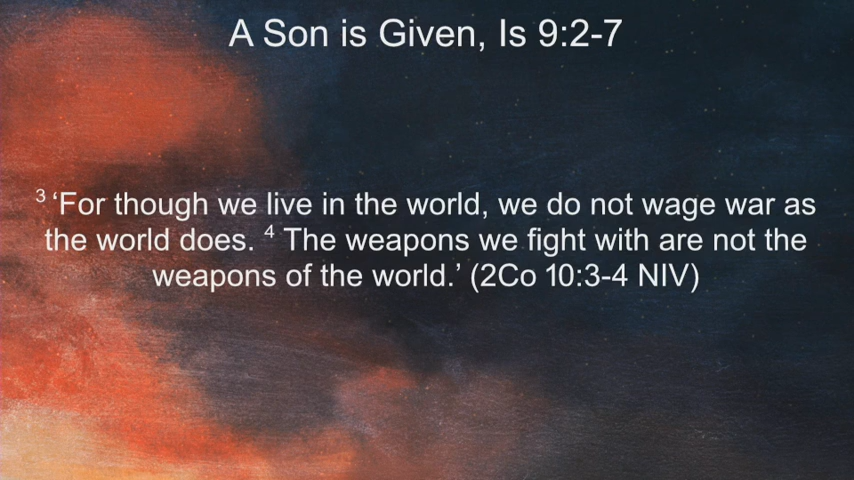 A Son is Given, Is 9:2-7
³ ‘For though we live in the world, we do not wage war as
the world does. ⁴ The weapons we fight with are not the
weapons of the world.’ (2Co 10:3-4 NIV)